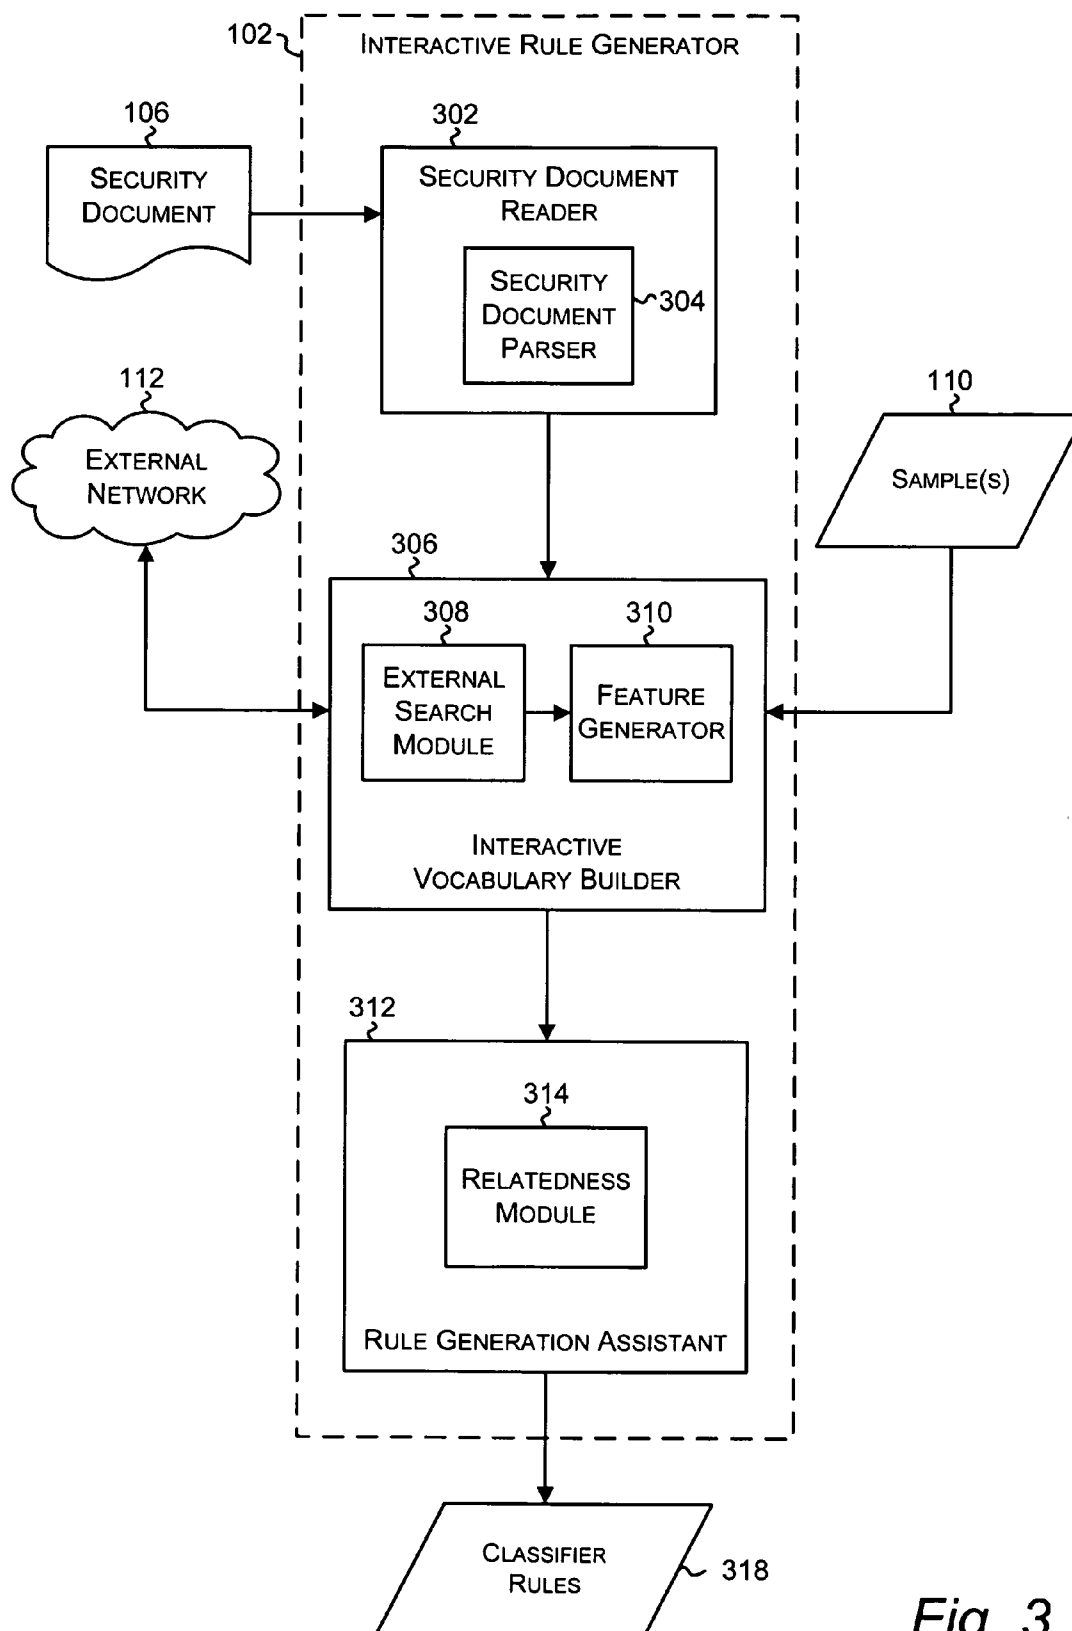 102
INTERACTIVE RULE GENERATOR
106
302
SECURITY
DOCUMENT
SECURITY DOCUMENT
READER
SECURITY
DOCUMENT
PARSER
304
112
110
EXTERNAL
NETWORK
SAMPLE(S)
306
308
310
EXTERNAL
SEARCH
MODULE
FEATURE
GENERATOR
INTERACTIVE
VOCABULARY BUILDER
312
314
RELATEDNESS
MODULE
RULE GENERATION ASSISTANT
CLASSIFIER
RULES
318
Fig. 3